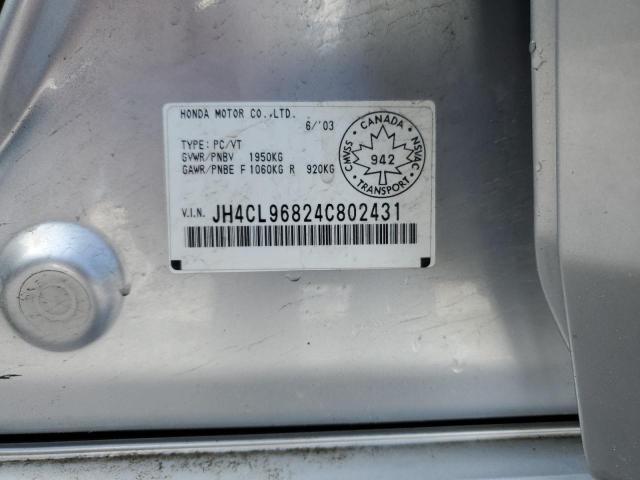 HONDA MOTOR CO.,LTD.
6/'03
TYPE: PC/VT
GVWR/PNBV 1950KG
GAWR/PNBE F 1060KG R 920KG
V.I.N. JH4CL96824C802431
CANADA
CMVSS 942 NSVAC
TRANSPORT